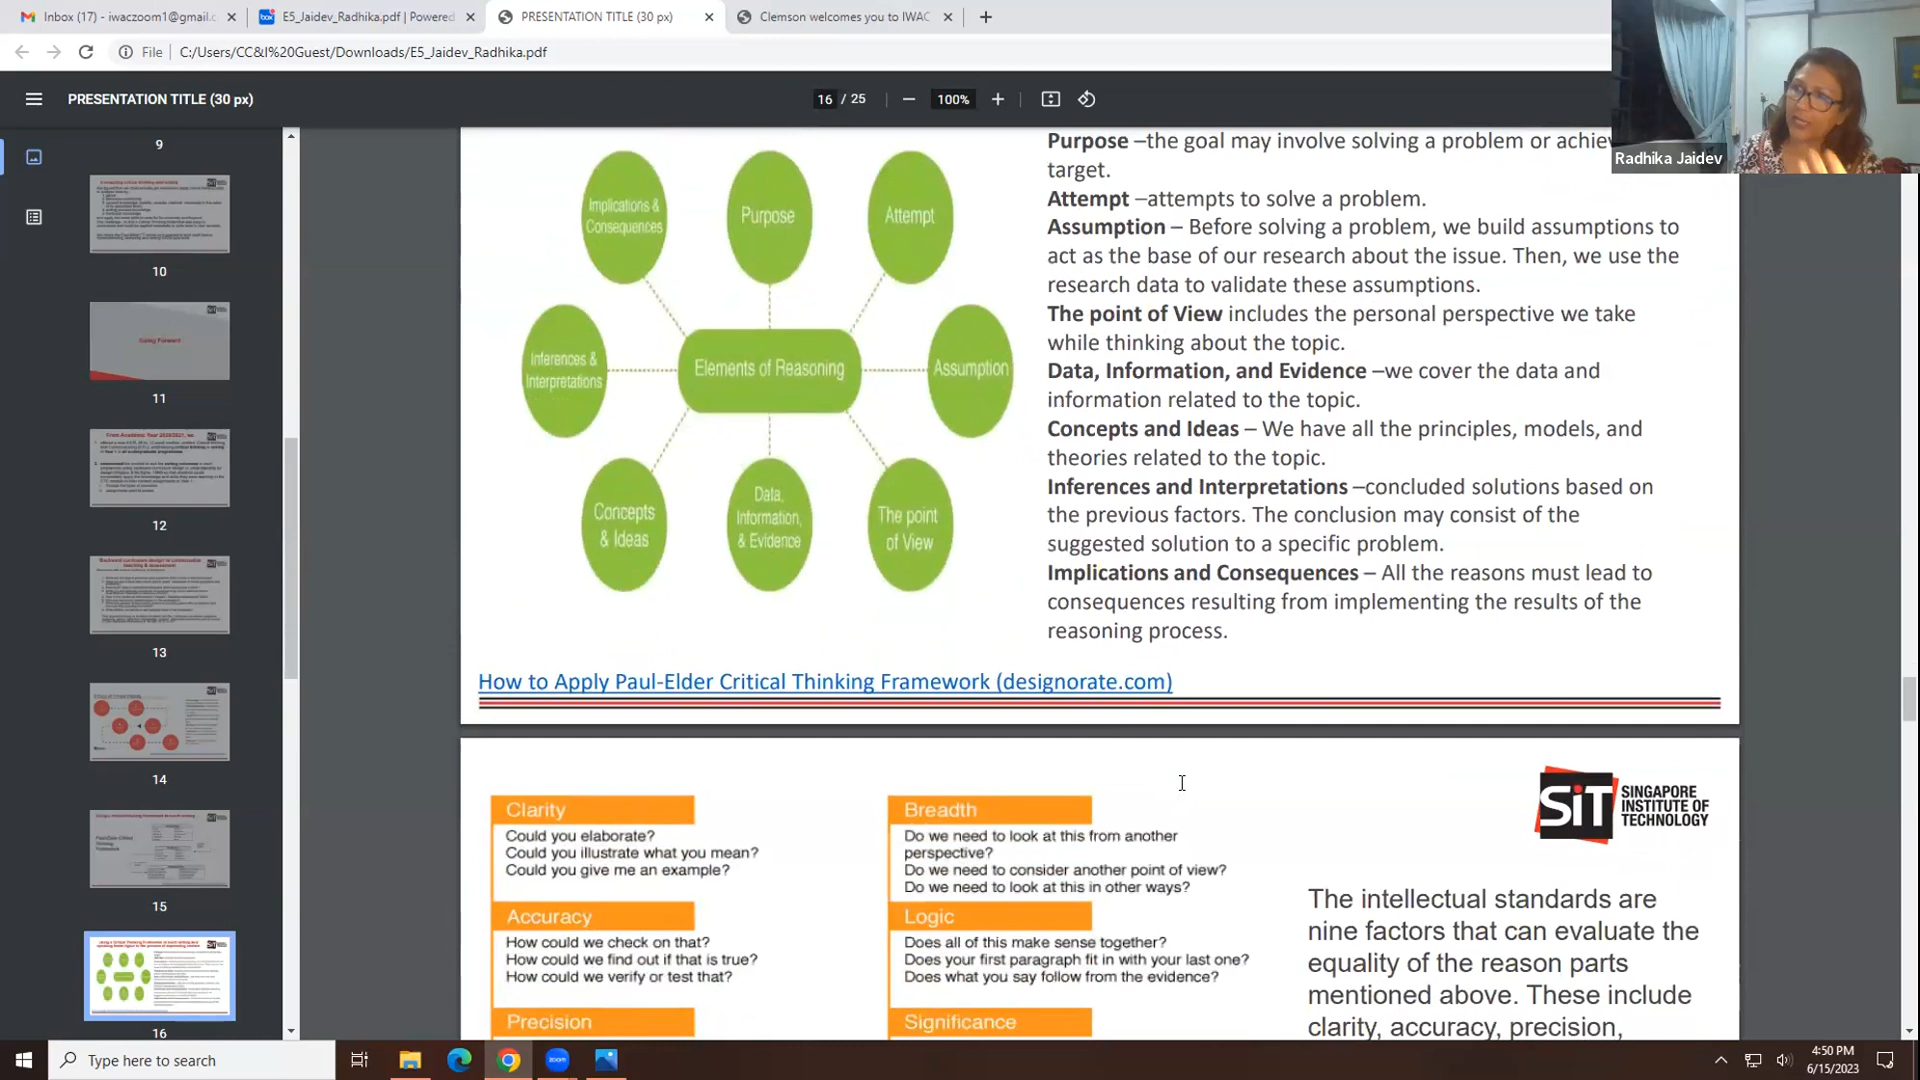 Inbox (17) - iwaczoom1@gmail.c
E5_Jaidev_Radhika.pdf | Powered
PRESENTATION TITLE (30 px)
Clemson welcomes you to IWAC
File
C:/Users/CC&I%20Guest/Downloads/E5_Jaidev_Radhika.pdf
PRESENTATION TITLE (30 px)
16 / 25
100%
Radhika Jaidev
9
10
Going Forward
11
12
13
14
15
16
Implications &
Consequences
Purpose
Attempt
Inferences &
Interpretations
Elements of Reasoning
Assumption
Concepts
& Ideas
Data,
Information,
& Evidence
The point
of View
Purpose –the goal may involve solving a problem or achiev
target.
Attempt –attempts to solve a problem.
Assumption – Before solving a problem, we build assumptions to
act as the base of our research about the issue. Then, we use the
research data to validate these assumptions.
The point of View includes the personal perspective we take
while thinking about the topic.
Data, Information, and Evidence –we cover the data and
information related to the topic.
Concepts and Ideas – We have all the principles, models, and
theories related to the topic.
Inferences and Interpretations –concluded solutions based on
the previous factors. The conclusion may consist of the
suggested solution to a specific problem.
Implications and Consequences – All the reasons must lead to
consequences resulting from implementing the results of the
reasoning process.
How to Apply Paul-Elder Critical Thinking Framework (designorate.com)
SiT
SINGAPORE
INSTITUTE OF
TECHNOLOGY
Clarity
Could you elaborate?
Could you illustrate what you mean?
Could you give me an example?
Accuracy
How could we check on that?
How could we find out if that is true?
How could we verify or test that?
Precision
Breadth
Do we need to look at this from another
perspective?
Do we need to consider another point of view?
Do we need to look at this in other ways?
Logic
Does all of this make sense together?
Does your first paragraph fit in with your last one?
Does what you say follow from the evidence?
Significance
The intellectual standards are
nine factors that can evaluate the
equality of the reason parts
mentioned above. These include
clarity, accuracy, precision,
Type here to search
zoom
4:50 PM
6/15/2023